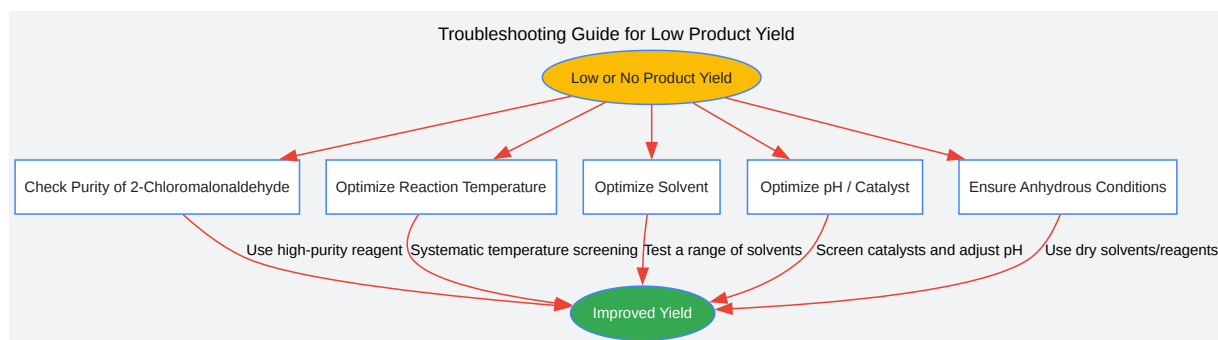 Troubleshooting Guide for Low Product Yield
Low or No Product Yield
Check Purity of 2-Chloromalonaldehyde
Optimize Reaction Temperature
Optimize Solvent
Optimize pH / Catalyst
Ensure Anhydrous Conditions
Use high-purity reagent
Systematic temperature screening
Test a range of solvents
Screen catalysts and adjust pH
Use dry solvents/reagents
Improved Yield